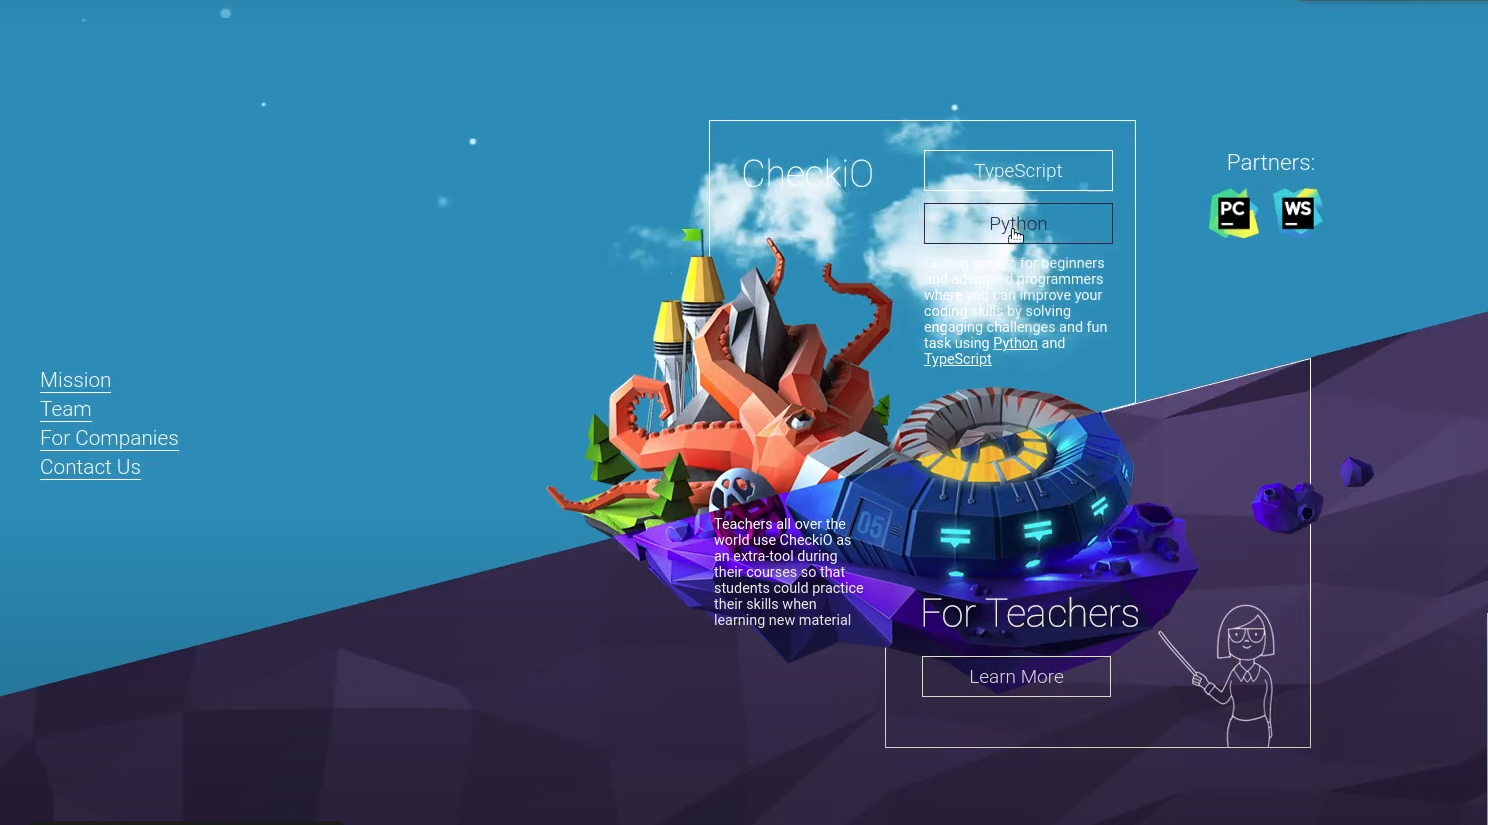 CheckiO
TypeScript
Python
Coding games for beginners
and advanced programmers
where you can improve your
coding skills by solving
engaging challenges and fun
task using Python and
TypeScript
Partners:
PC
WS
Mission
Team
For Companies
Contact Us
05
Teachers all over the
world use CheckiO as
an extra-tool during
their courses so that
students could practice
their skills when
learning new material
For Teachers
Learn More